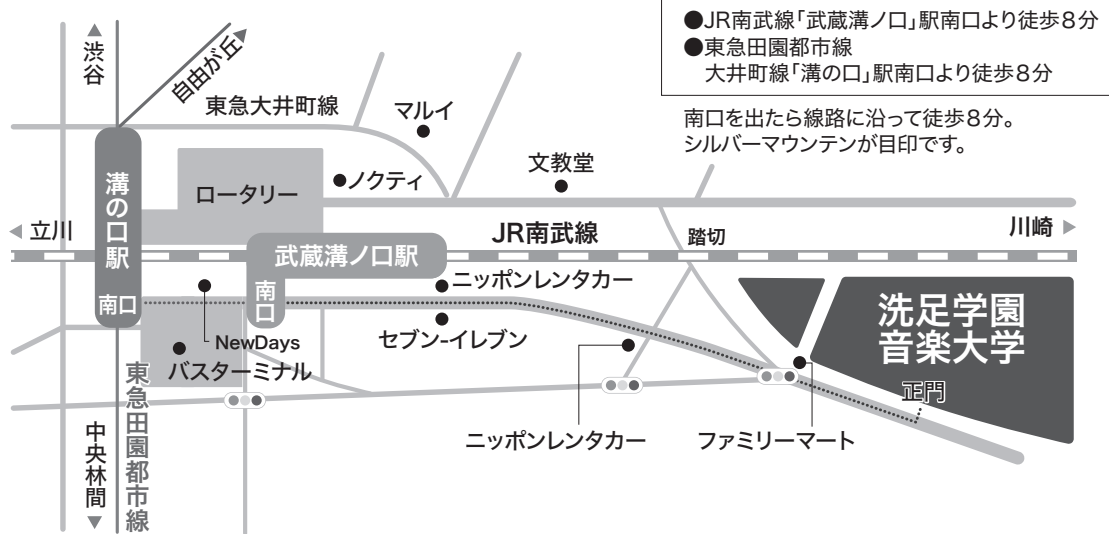 ●JR南武線「武蔵溝ノ口」駅南口より徒歩8分
●東急田園都市線
大井町線「溝の口」駅南口より徒歩8分
南口を出たら線路に沿って徒歩8分。
シルバーマウンテンが目印です。
渋谷
自由が丘
東急大井町線
マルイ
文教堂
ノクティ
ロータリー
溝の口駅
立川
JR南武線
踏切
川崎
武蔵溝ノ口駅
ニッポンレンタカー
南口
南口
洗足学園
音楽大学
NewDays
セブン-イレブン
バスターミナル
正門
東急田園都市線
中央林間
ニッポンレンタカー
ファミリーマート